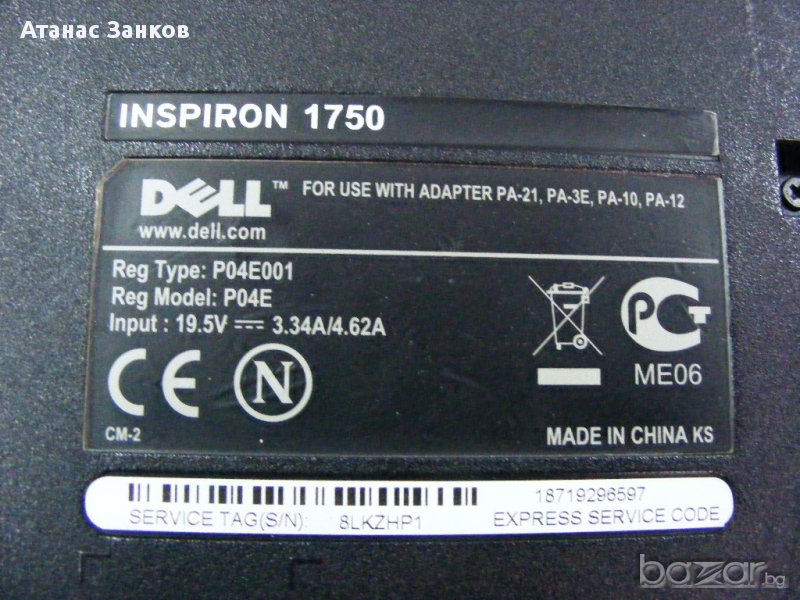 Атанас Занков
INSPIRON 1750
DELL™ FOR USE WITH ADAPTER PA-21, PA-3E, PA-10, PA-12
www.dell.com
Reg Type: P04E001
Reg Model: P04E
Input : 19.5V ⎓ 3.34A/4.62A
CE N
PCT
ME06
CM-2
MADE IN CHINA KS
SERVICE TAG(S/N): 8LKZHP1
18719296597
EXPRESS SERVICE CODE
bazar.bg